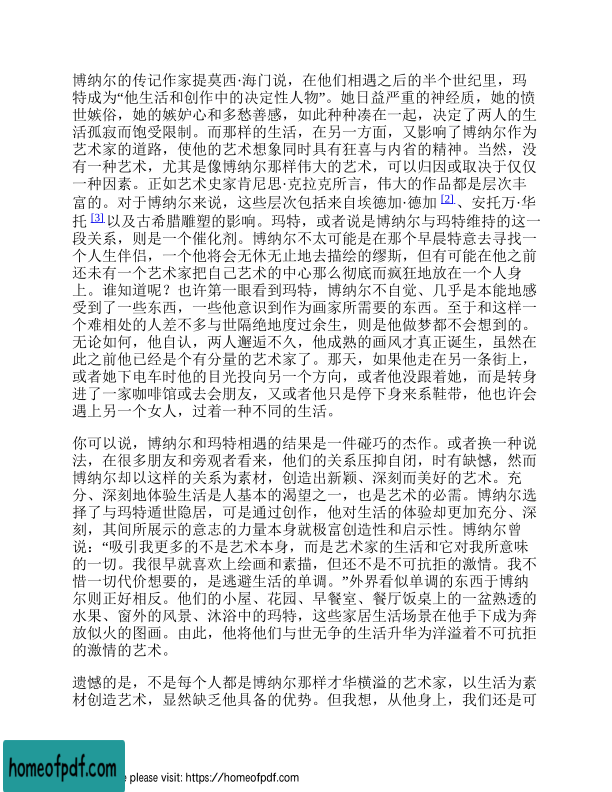 博纳尔的传记作家提莫西·海门说，在他们相遇之后的半个世纪里，玛
特成为“他生活和创作中的决定性人物”。她日益严重的神经质，她的愤
世嫉俗，她的嫉妒心和多愁善感，如此种种凑在一起，决定了两人的生
活孤寂而饱受限制。而那样的生活，在另一方面，又影响了博纳尔作为
艺术家的道路，使他的艺术想象同时具有狂喜与内省的精神。当然，没
有一种艺术，尤其是像博纳尔那样伟大的艺术，可以归因或取决于仅仅
一种因素。正如艺术史家肯尼思·克拉克所言，伟大的作品都是层次丰
富的。对于博纳尔来说，这些层次包括来自埃德加·德加 [2]、安托万·华
托 [3] 以及古希腊雕塑的影响。玛特，或者说是博纳尔与玛特维持的这一
段关系，则是一个催化剂。博纳尔不太可能是在那个早晨特意去寻找一
个人生伴侣，一个他将会无休无止地去描绘的缪斯，但有可能在他之前
还未有一个艺术家把自己艺术的中心那么彻底而疯狂地放在一个人身
上。谁知道呢？也许第一眼看到玛特，博纳尔不自觉、几乎是本能地感
受到了一些东西，一些他意识到作为画家所需要的东西。至于和这样一
个难相处的人差不多与世隔绝地度过余生，则是他做梦都不会想到的。
无论如何，他自认，两人邂逅不久，他成熟的画风才真正诞生，虽然在
此之前他已经是个有分量的艺术家了。那天，如果他走在另一条街上，
或者她下电车时他的目光投向另一个方向，或者他没跟着她，而是转身
进了一家咖啡馆或去会朋友，又或者他只是停下身来系鞋带，他也许会
遇上另一个女人，过着一种不同的生活。
你可以说，博纳尔和玛特相遇的结果是一件碰巧的杰作。或者换一种说
法，在很多朋友和旁观者看来，他们的关系压抑自闭，时有缺憾，然而
博纳尔却以这样的关系为素材，创造出新颖、深刻而美好的艺术。充
分、深刻地体验生活是人基本的渴望之一，也是艺术的必需。博纳尔选
择了与玛特遁世隐居，可是通过创作，他对生活的体验却更加充分、深
刻，其间所展示的意志的力量本身就极富创造性和启示性。博纳尔曾
说：“吸引我更多的不是艺术本身，而是艺术家的生活和它对我所意味
的一切。我很早就喜欢上绘画和素描，但还不是不可抗拒的激情。我不
惜一切代价想要的，是逃避生活的单调。”外界看似单调的东西于博纳
尔则正好相反。他们的小屋、花园、早餐室、餐厅饭桌上的一盆熟透的
水果、窗外的风景、沐浴中的玛特，这些家居生活场景在他手下成为奔
放似火的图画。由此，他将他们与世无争的生活升华为洋溢着不可抗拒
的激情的艺术。
遗憾的是，不是每个人都是博纳尔那样才华横溢的艺术家，以生活为素
材创造艺术，显然缺乏他具备的优势。但我想，从他身上，我们还是可
homeofpdf.com
please visit: https://homeofpdf.com